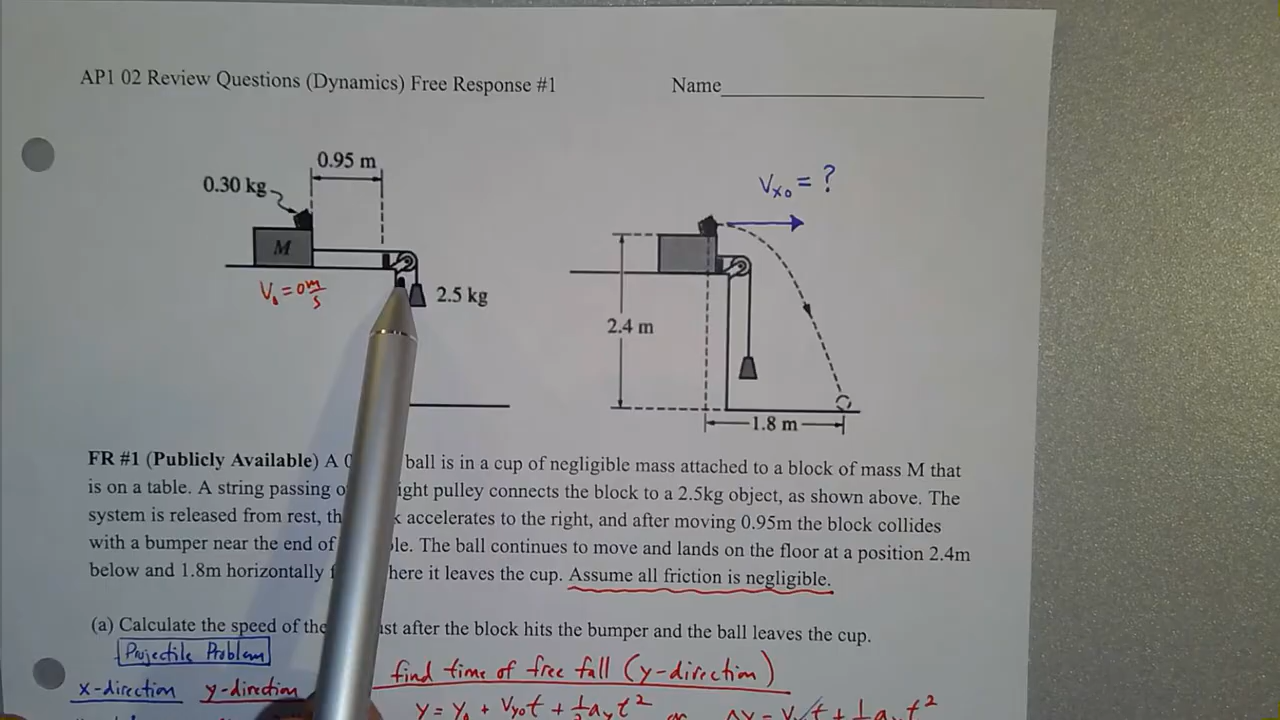 AP1 02 Review Questions (Dynamics) Free Response #1 Name
0.95 m
0.30 kg
M
V₀ = 0 m/s
2.5 kg
Vₓ₀ = ?
2.4 m
1.8 m
FR #1 (Publicly Available) A ball is in a cup of negligible mass attached to a block of mass M that
is on a table. A string passing pulley connects the block to a 2.5kg object, as shown above. The
system is released from rest, accelerates to the right, and after moving 0.95m the block collides
with a bumper near the end of The ball continues to move and lands on the floor at a position 2.4m
below and 1.8m horizontally it leaves the cup. Assume all friction is negligible.
(a) Calculate the speed of the after the block hits the bumper and the ball leaves the cup.
Projectile Problem
find time of free fall (y-direction)
x-direction y-direction
y = y₀ + Vy₀t + ½ayt²